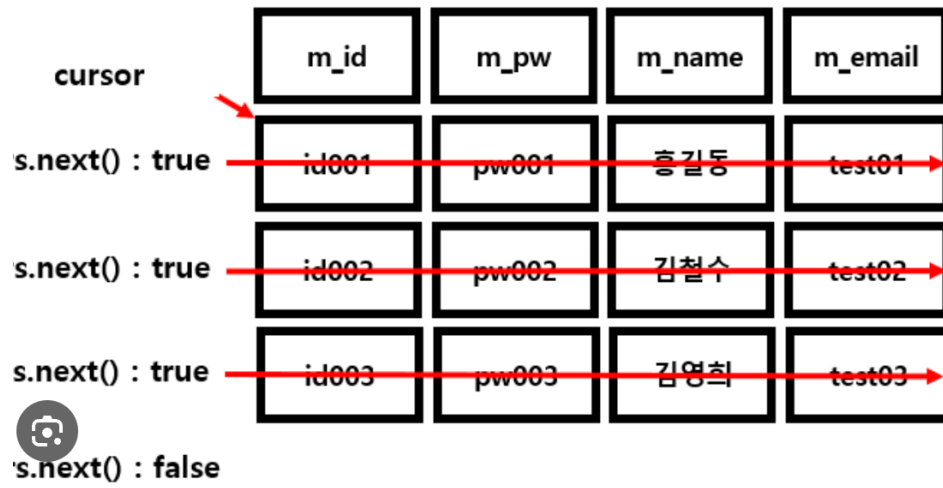 m_id m_pw m_name m_email
cursor
s.next() : true id001 pw001 홍길동 test01
s.next() : true id002 pw002 김철수 test02
s.next() : true id003 pw003 김영희 test03
s.next() : false